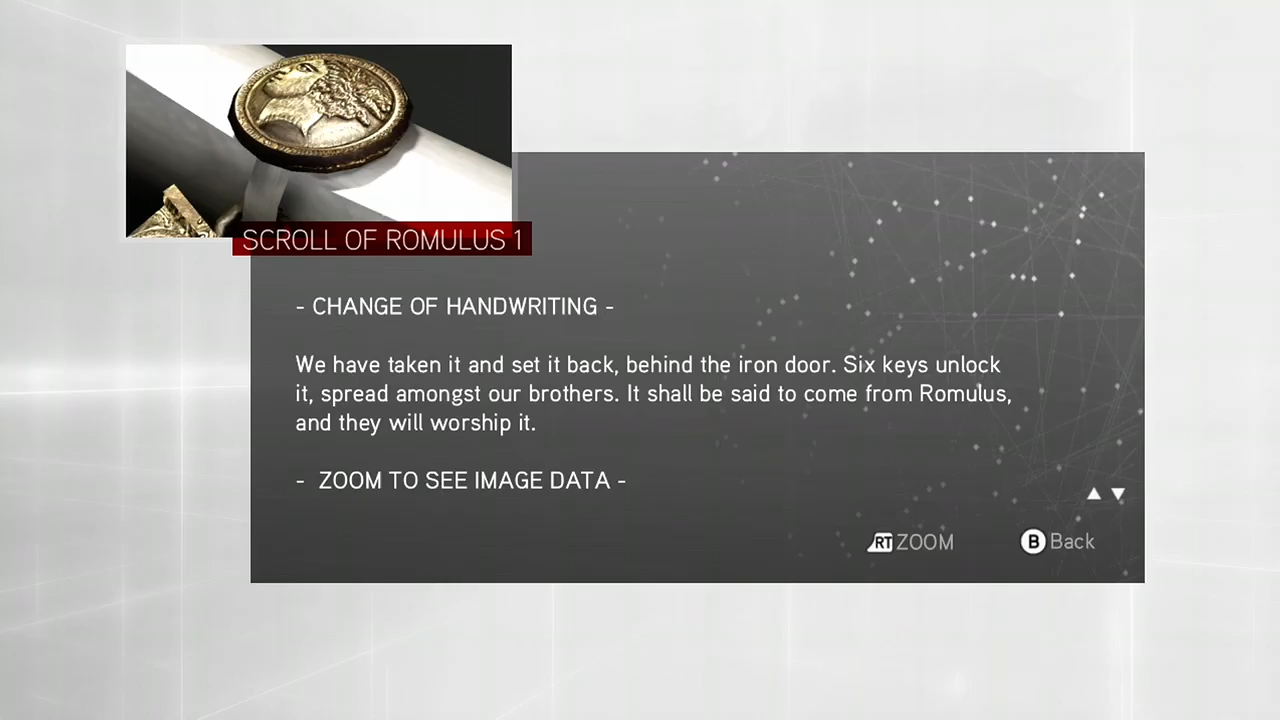 SCROLL OF ROMULUS 1
- CHANGE OF HANDWRITING -
We have taken it and set it back, behind the iron door. Six keys unlock
it, spread amongst our brothers. It shall be said to come from Romulus,
and they will worship it.
- ZOOM TO SEE IMAGE DATA -
RT ZOOM B Back